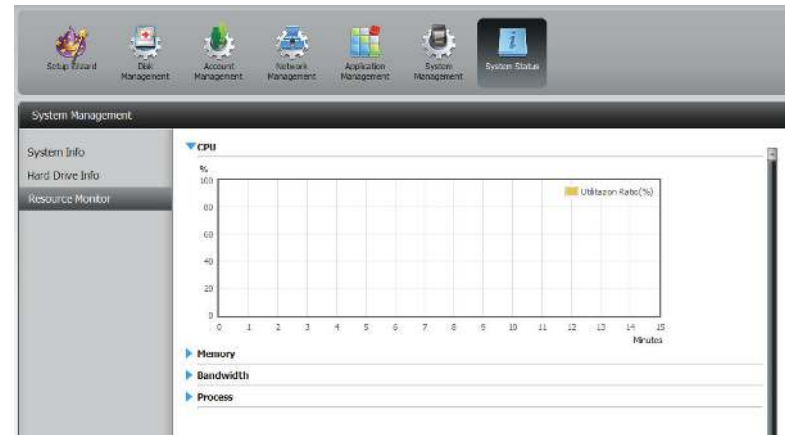 Setup Wizard
Disk Management
Account Management
Network Management
Application Management
System Management
System Status
System Management
System Info
Hard Drive Info
Resource Monitor
CPU
%
100
80
60
40
20
0
Utilitazon Ratio(%)
0 1 2 3 4 5 6 7 8 9 10 11 12 13 14 15
Minutes
Memory
Bandwidth
Process